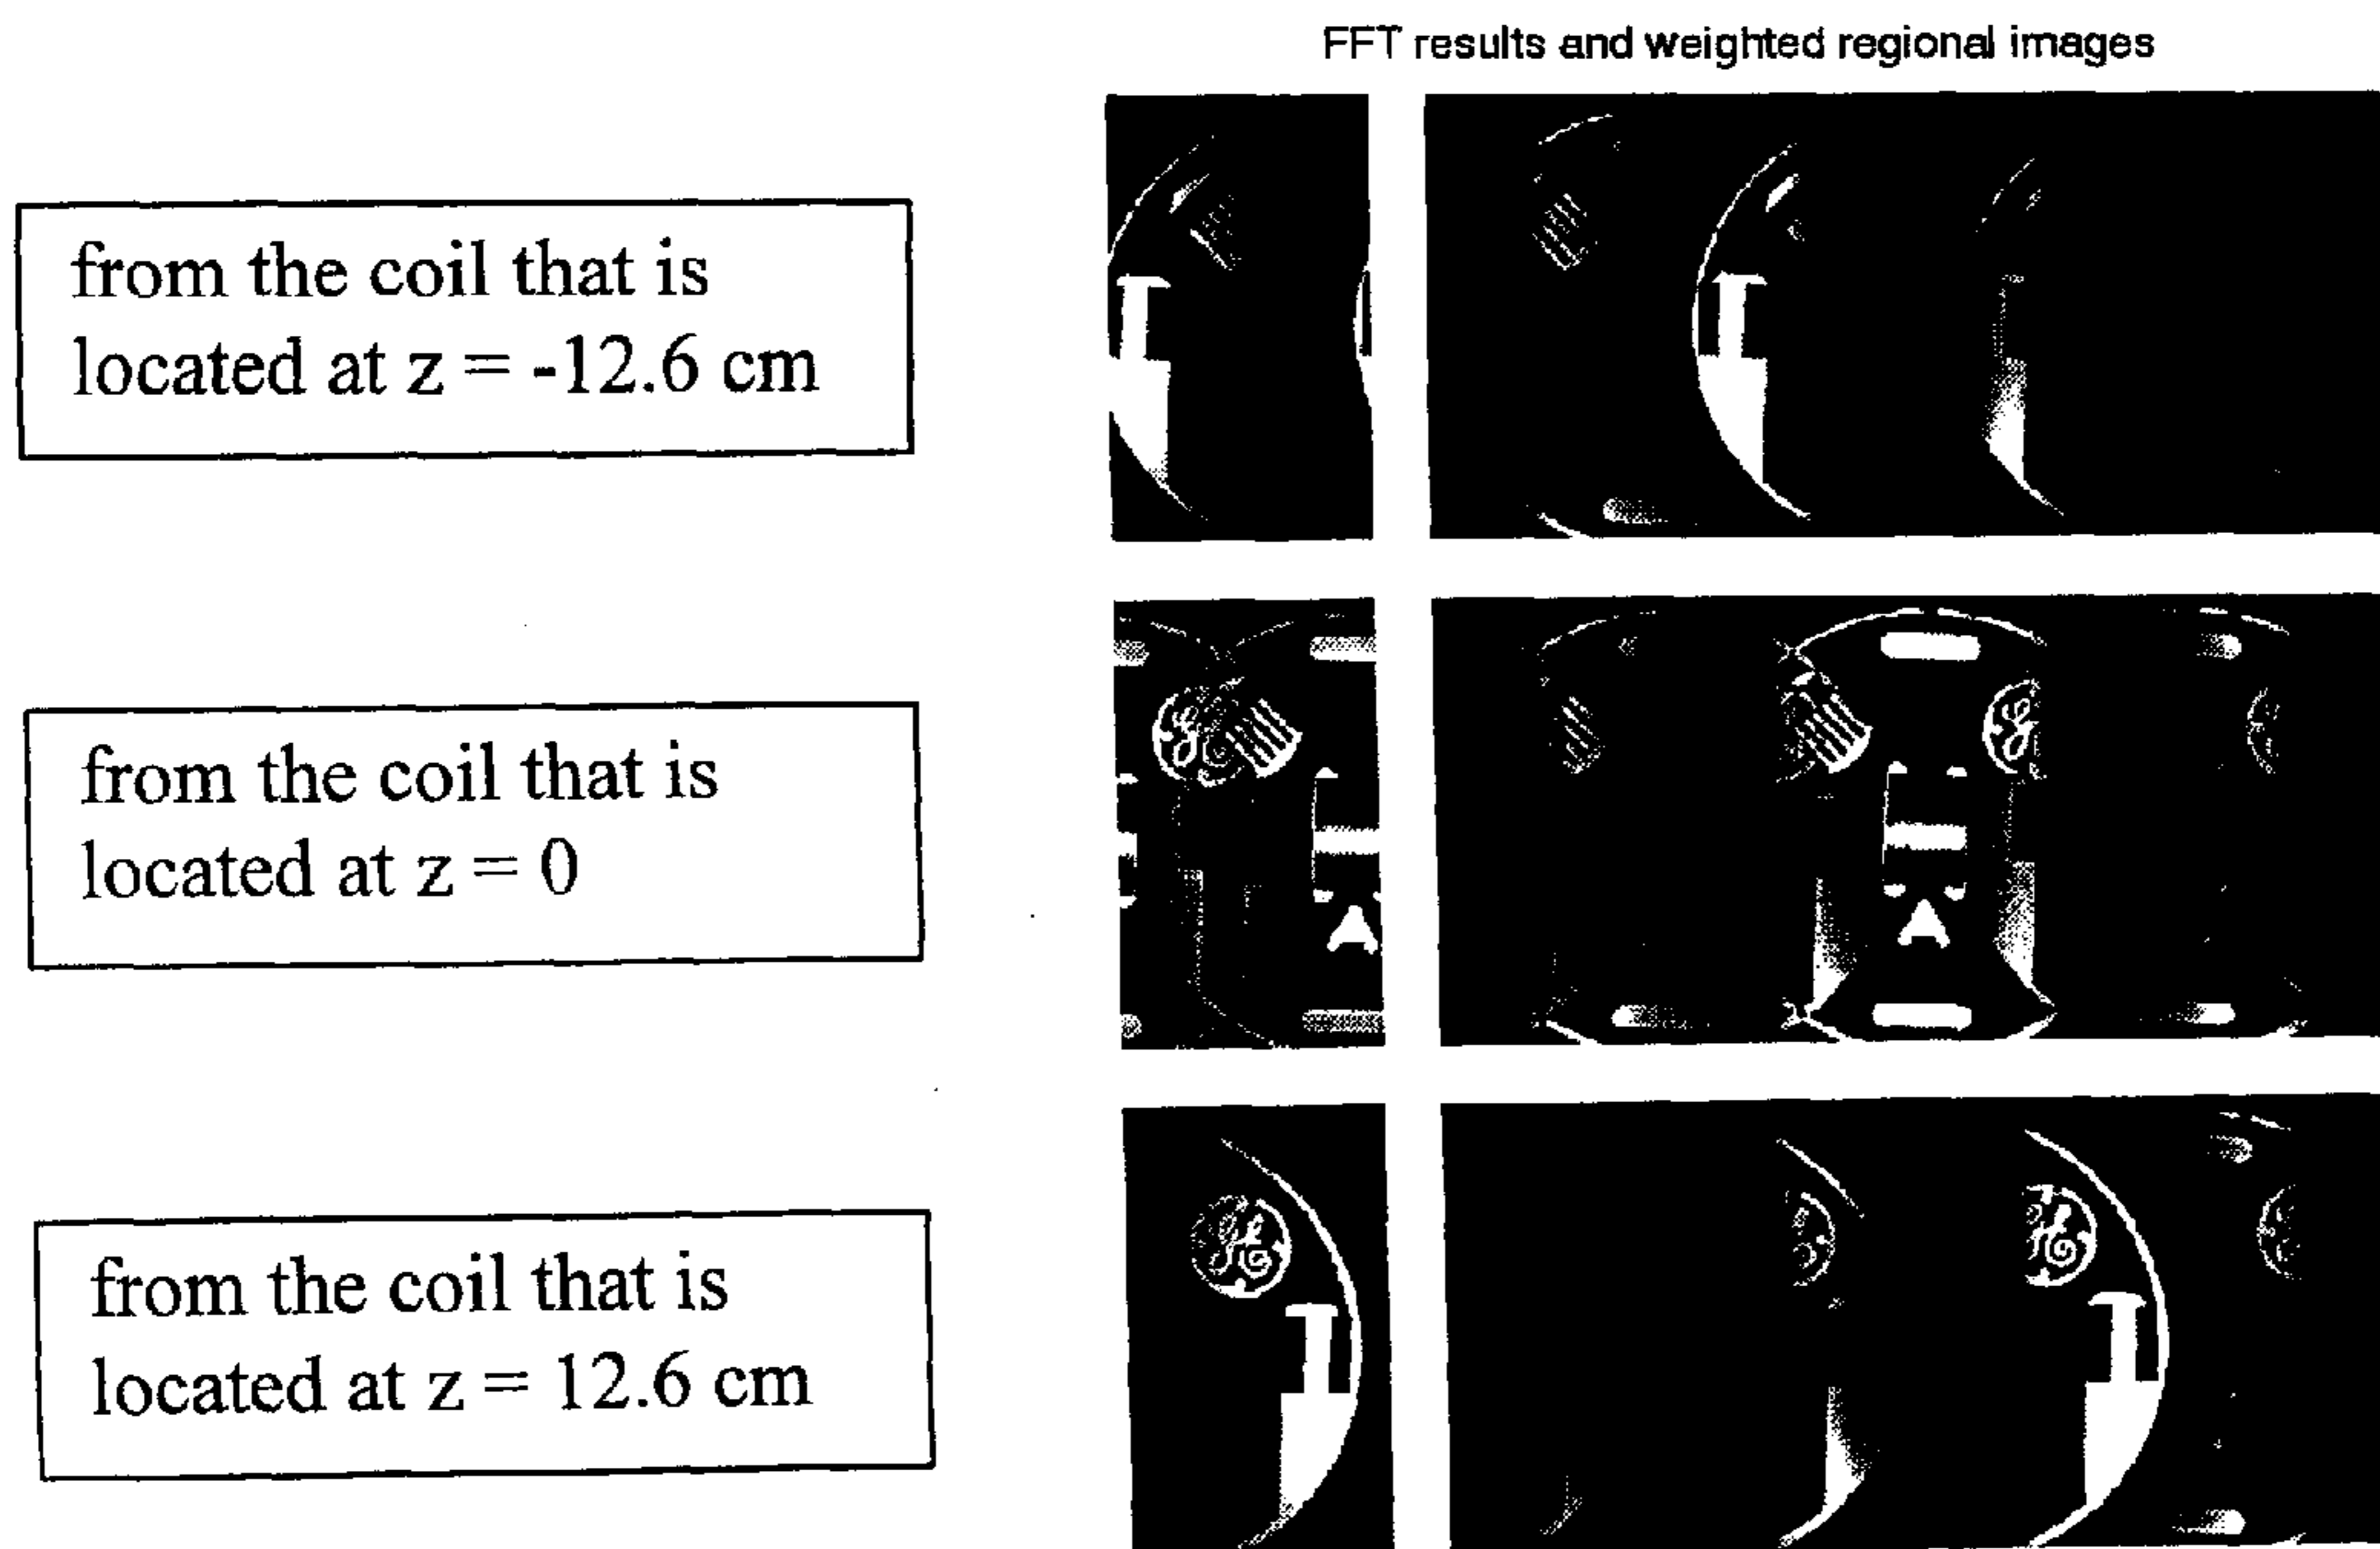 FFT results and weighted regional images
from the coil that is
located at z = -12.6 cm
from the coil that is
located at z = 0
from the coil that is
located at z = 12.6 cm